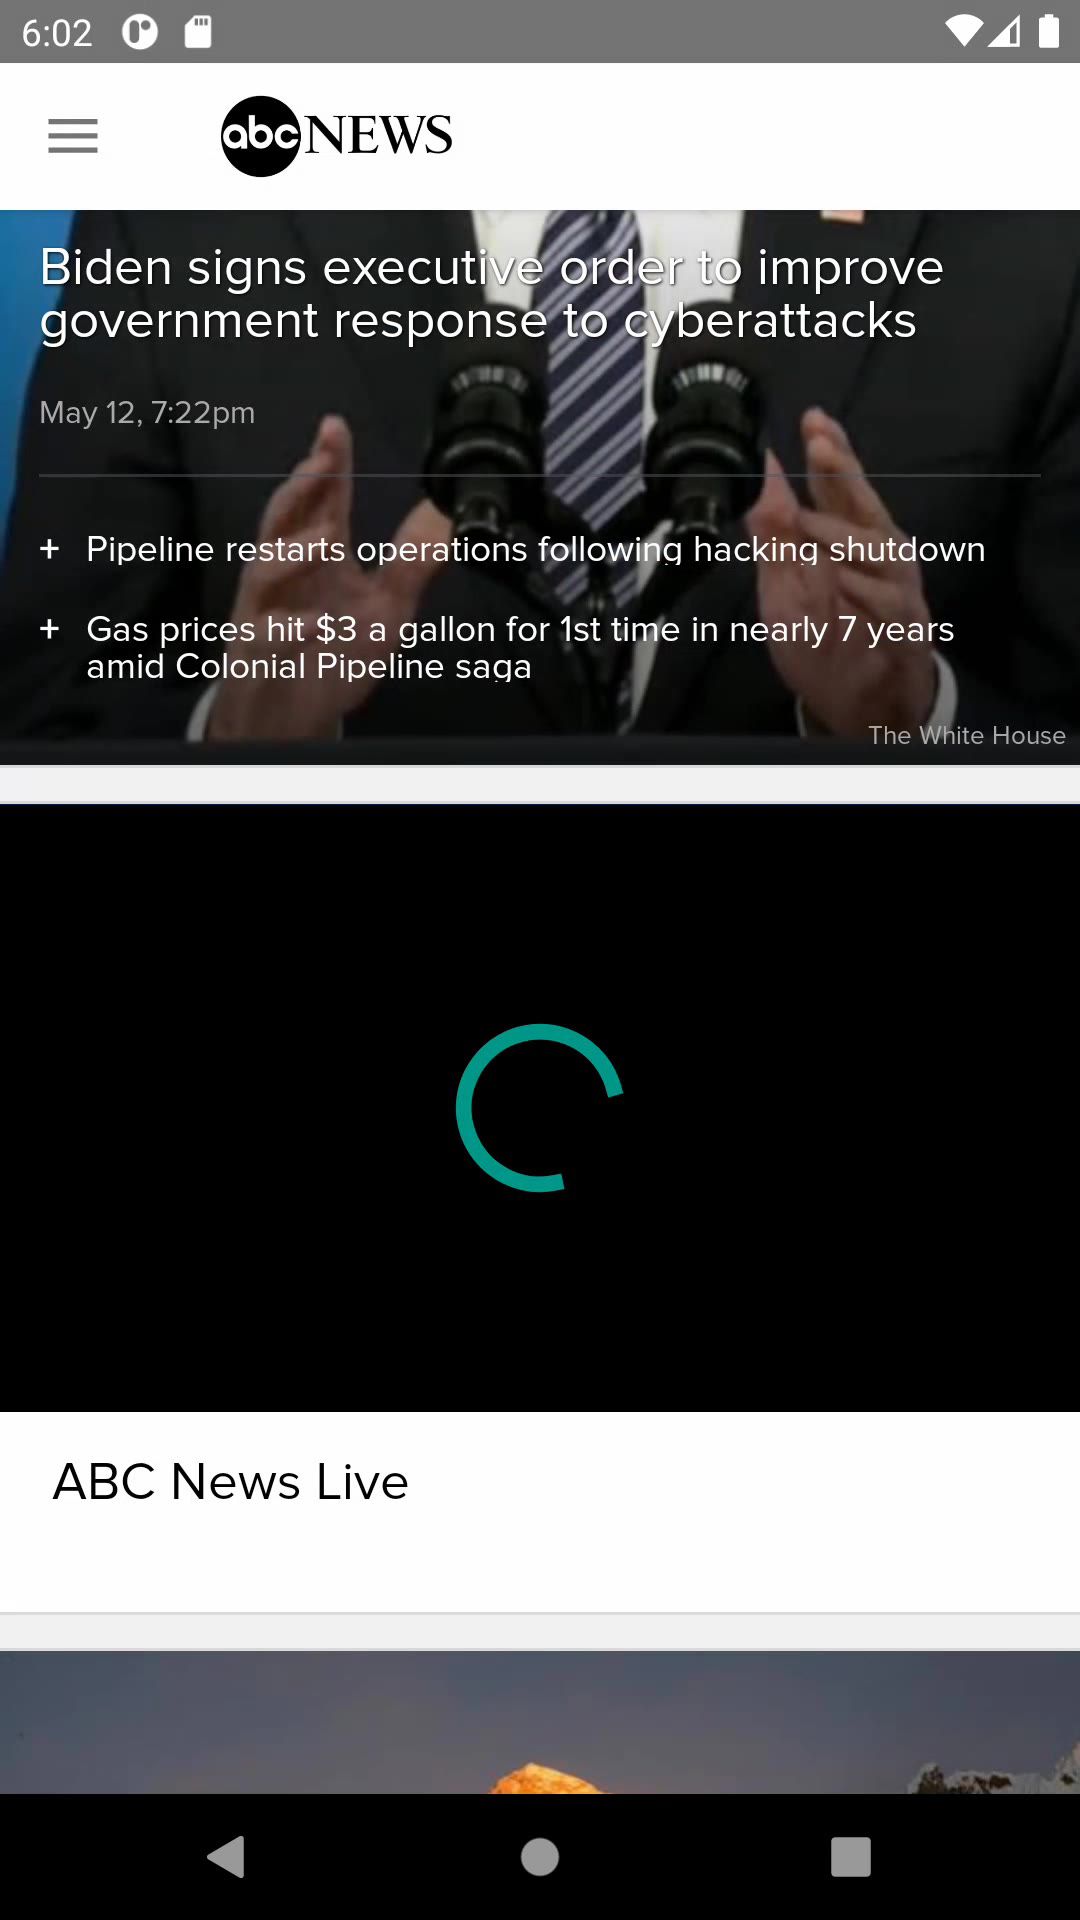 6:02
abc NEWS
Biden signs executive order to improve
government response to cyberattacks
May 12, 7:22pm
+ Pipeline restarts operations following hacking shutdown
+ Gas prices hit $3 a gallon for 1st time in nearly 7 years
amid Colonial Pipeline saga
The White House
ABC News Live